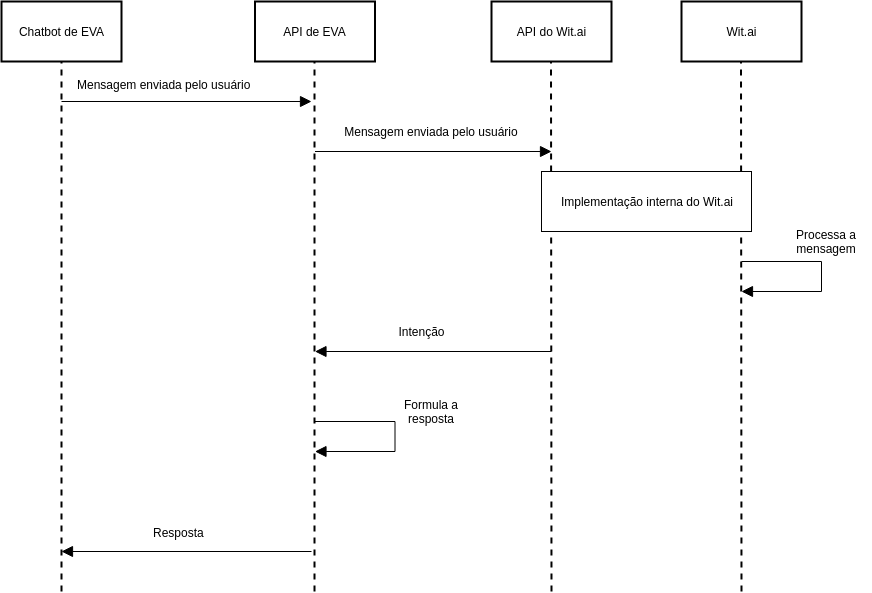 Chatbot de EVA
API de EVA
API do Wit.ai
Wit.ai
Mensagem enviada pelo usuário
Mensagem enviada pelo usuário
Implementação interna do Wit.ai
Processa a
mensagem
Intenção
Formula a
resposta
Resposta